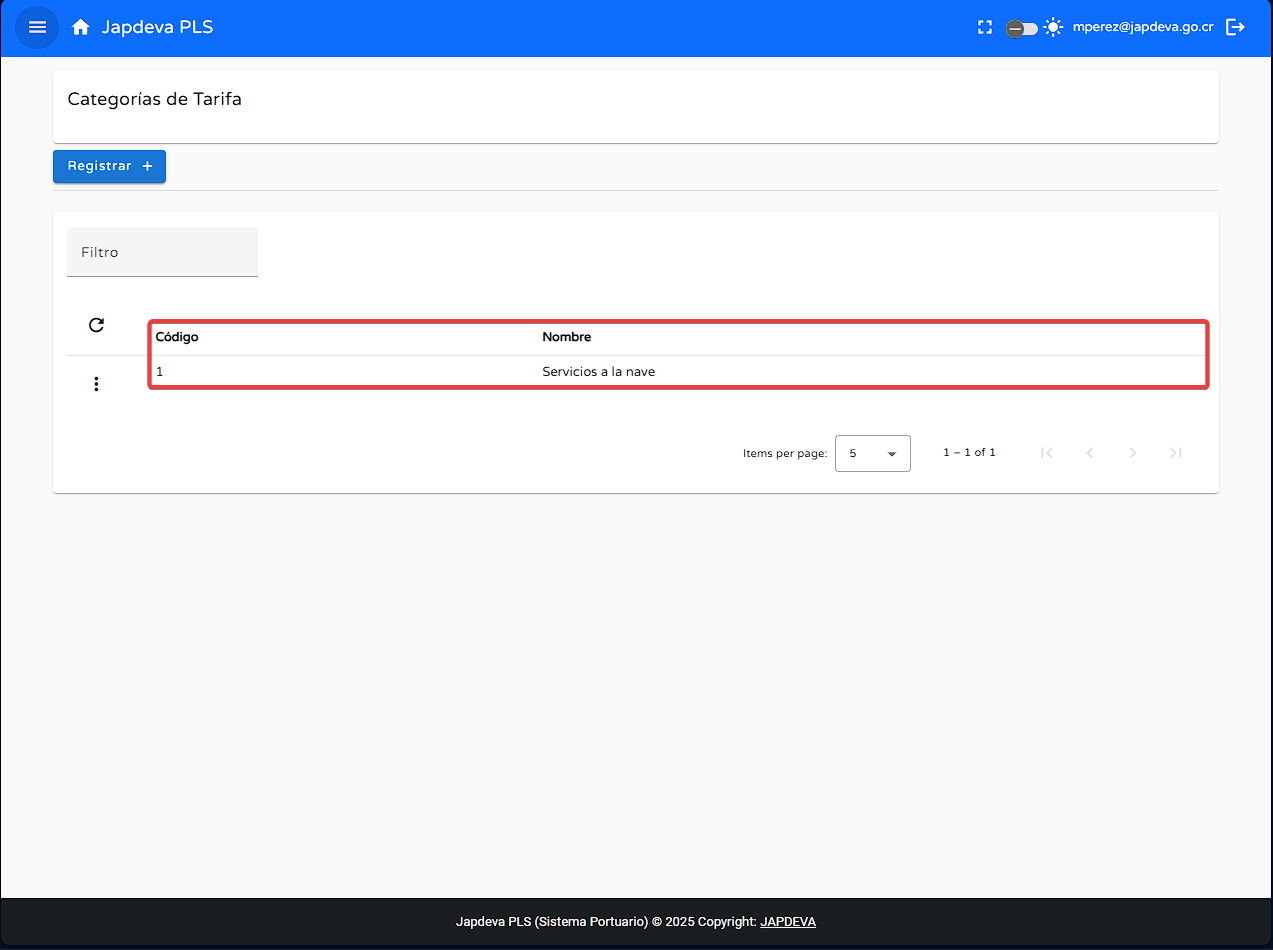 Japdeva PLS
mperez@japdeva.go.cr
Categorías de Tarifa
Registrar +
Filtro
Código Nombre
1 Servicios a la nave
Items per page: 5 1 – 1 of 1
Japdeva PLS (Sistema Portuario) © 2025 Copyright: JAPDEVA